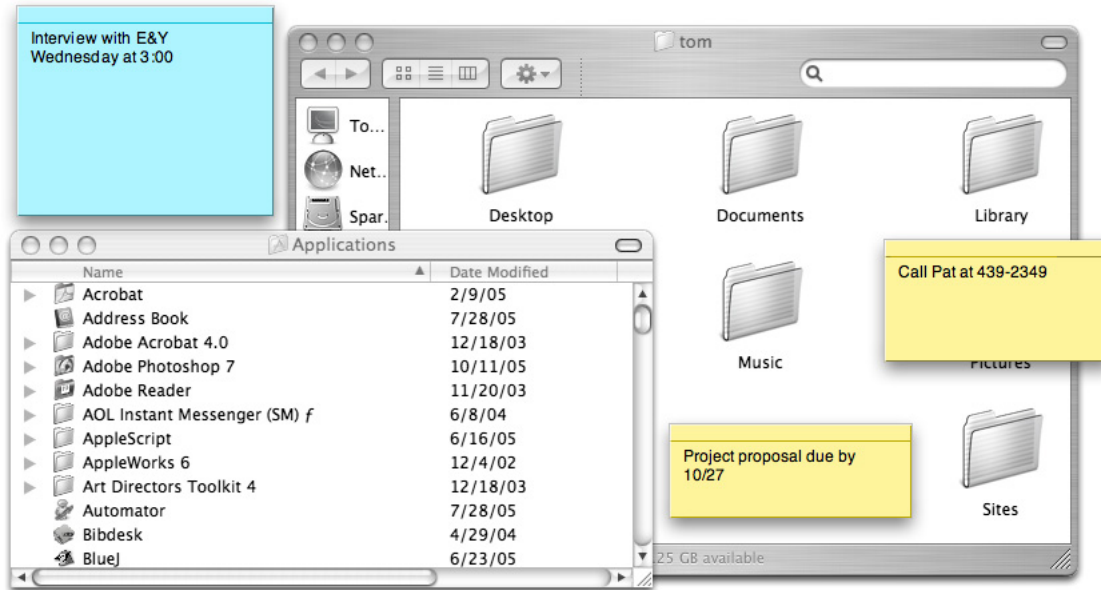 Interview with E&Y
Wednesday at 3:00
tom
To...
Net..
Spar.
Desktop
Documents
Library
Call Pat at 439-2349
Music
Pictures
Project proposal due by
10/27
Sites
25 GB available
Applications
Name Date Modified
Acrobat 2/9/05
Address Book 7/28/05
Adobe Acrobat 4.0 12/18/03
Adobe Photoshop 7 10/11/05
Adobe Reader 11/20/03
AOL Instant Messenger (SM) ƒ 6/8/04
AppleScript 6/16/05
AppleWorks 6 12/4/02
Art Directors Toolkit 4 12/18/03
Automator 7/28/05
Bibdesk 4/29/04
BlueJ 6/23/05